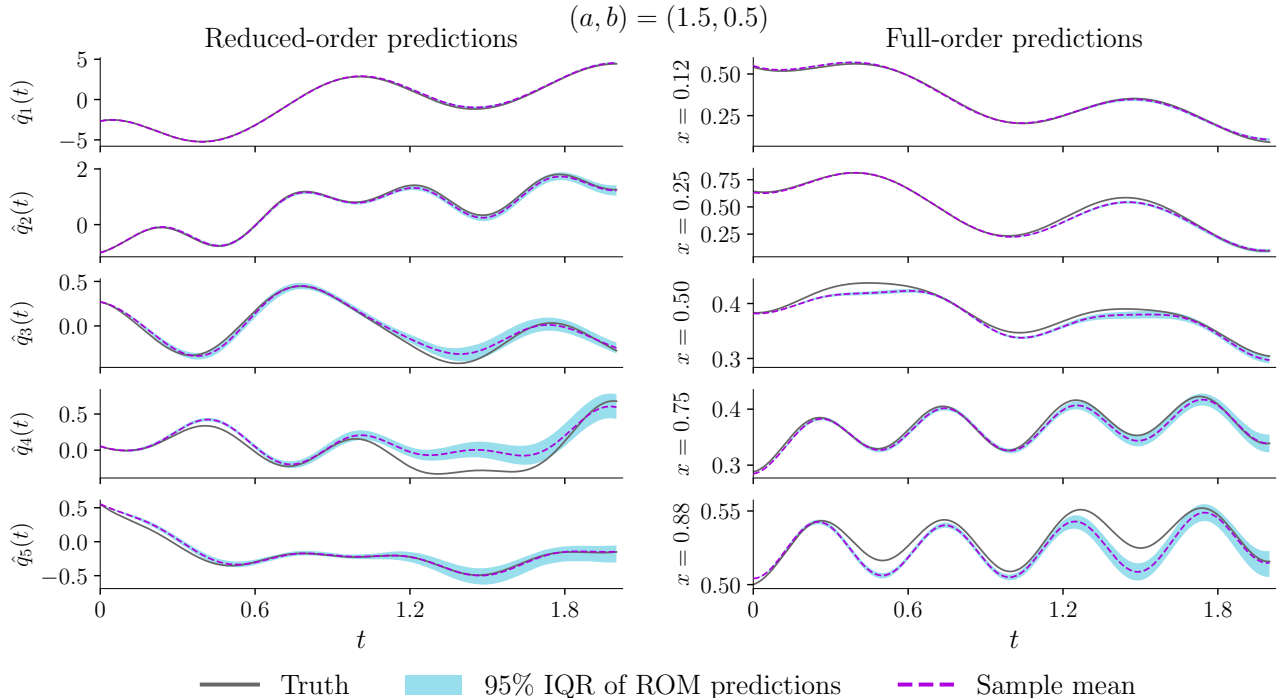 (a, b) = (1.5, 0.5)
Reduced-order predictions
5
0
−5
q̂₁(t)
2
0
q̂₂(t)
0.5
0.0
q̂₃(t)
0.5
0.0
q̂₄(t)
0.5
0.0
−0.5
q̂₅(t)
0 0.6 1.2 1.8
t
Full-order predictions
0.50
0.25
x = 0.12
0.75
0.50
0.25
x = 0.25
0.4
0.3
x = 0.50
0.4
0.3
x = 0.75
0.55
0.50
x = 0.88
0 0.6 1.2 1.8
t
Truth 95% IQR of ROM predictions Sample mean